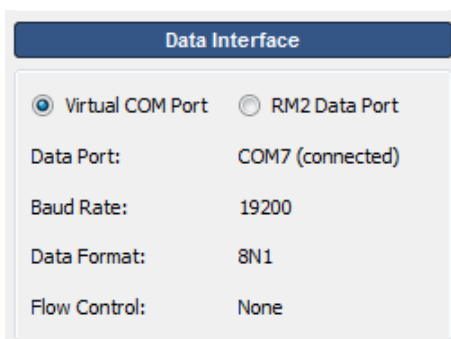 Data Interface
Virtual COM Port RM2 Data Port
Data Port: COM7 (connected)
Baud Rate: 19200
Data Format: 8N1
Flow Control: None